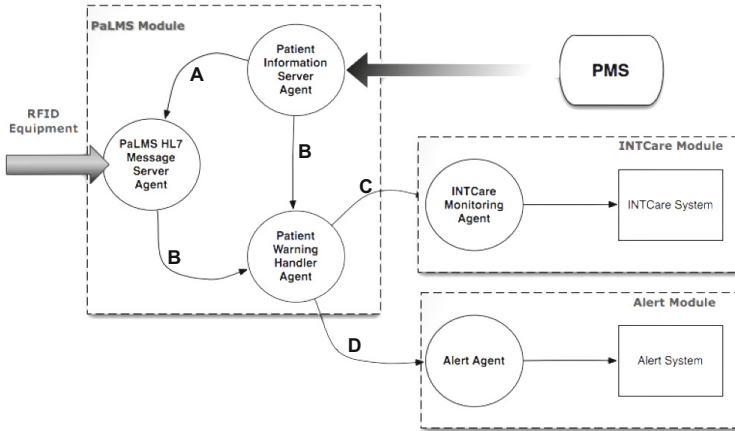 PaLMS Module
Patient
Information
Server
Agent
A
PMS
RFID
Equipment
PaLMS HL7
Message
Server
Agent
B
INTCare Module
C
INTCare
Monitoring
Agent
INTCare System
Patient
Warning
Handler
Agent
B
Alert Module
D
Alert Agent
Alert System